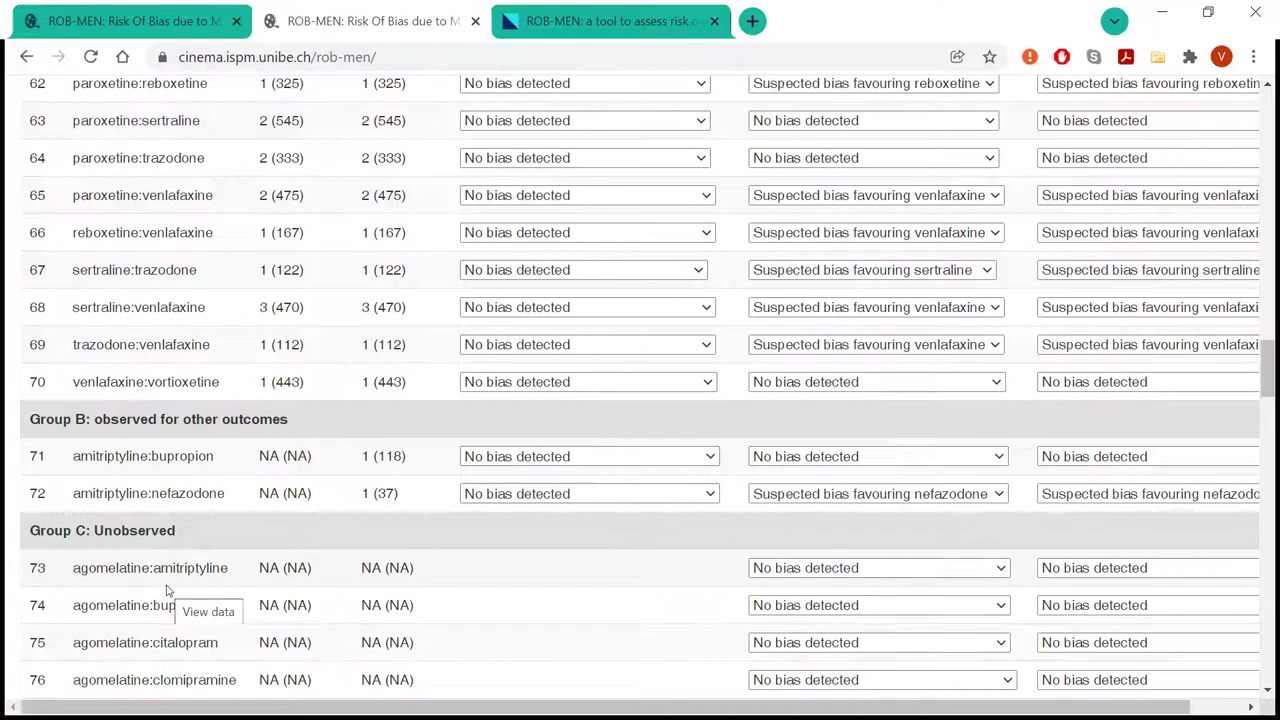 ROB-MEN: Risk Of Bias due to M
ROB-MEN: Risk Of Bias due to M
ROB-MEN: a tool to assess risk o
cinema.ispm.unibe.ch/rob-men/
V
62 paroxetine:reboxetine 1 (325) 1 (325) No bias detected Suspected bias favouring reboxetine Suspected bias favouring reboxetin
63 paroxetine:sertraline 2 (545) 2 (545) No bias detected No bias detected No bias detected
64 paroxetine:trazodone 2 (333) 2 (333) No bias detected No bias detected No bias detected
65 paroxetine:venlafaxine 2 (475) 2 (475) No bias detected Suspected bias favouring venlafaxine Suspected bias favouring venlafaxi
66 reboxetine:venlafaxine 1 (167) 1 (167) No bias detected Suspected bias favouring venlafaxine Suspected bias favouring venlafaxi
67 sertraline:trazodone 1 (122) 1 (122) No bias detected Suspected bias favouring sertraline Suspected bias favouring sertraline
68 sertraline:venlafaxine 3 (470) 3 (470) No bias detected Suspected bias favouring venlafaxine Suspected bias favouring venlafaxi
69 trazodone:venlafaxine 1 (112) 1 (112) No bias detected Suspected bias favouring venlafaxine Suspected bias favouring venlafaxi
70 venlafaxine:vortioxetine 1 (443) 1 (443) No bias detected No bias detected No bias detected
Group B: observed for other outcomes
71 amitriptyline:bupropion NA (NA) 1 (118) No bias detected No bias detected No bias detected
72 amitriptyline:nefazodone NA (NA) 1 (37) No bias detected Suspected bias favouring nefazodone Suspected bias favouring nefazodo
Group C: Unobserved
73 agomelatine:amitriptyline NA (NA) NA (NA) No bias detected No bias detected
74 agomelatine:bup NA (NA) NA (NA) No bias detected No bias detected
View data
75 agomelatine:citalopram NA (NA) NA (NA) No bias detected No bias detected
76 agomelatine:clomipramine NA (NA) NA (NA) No bias detected No bias detected